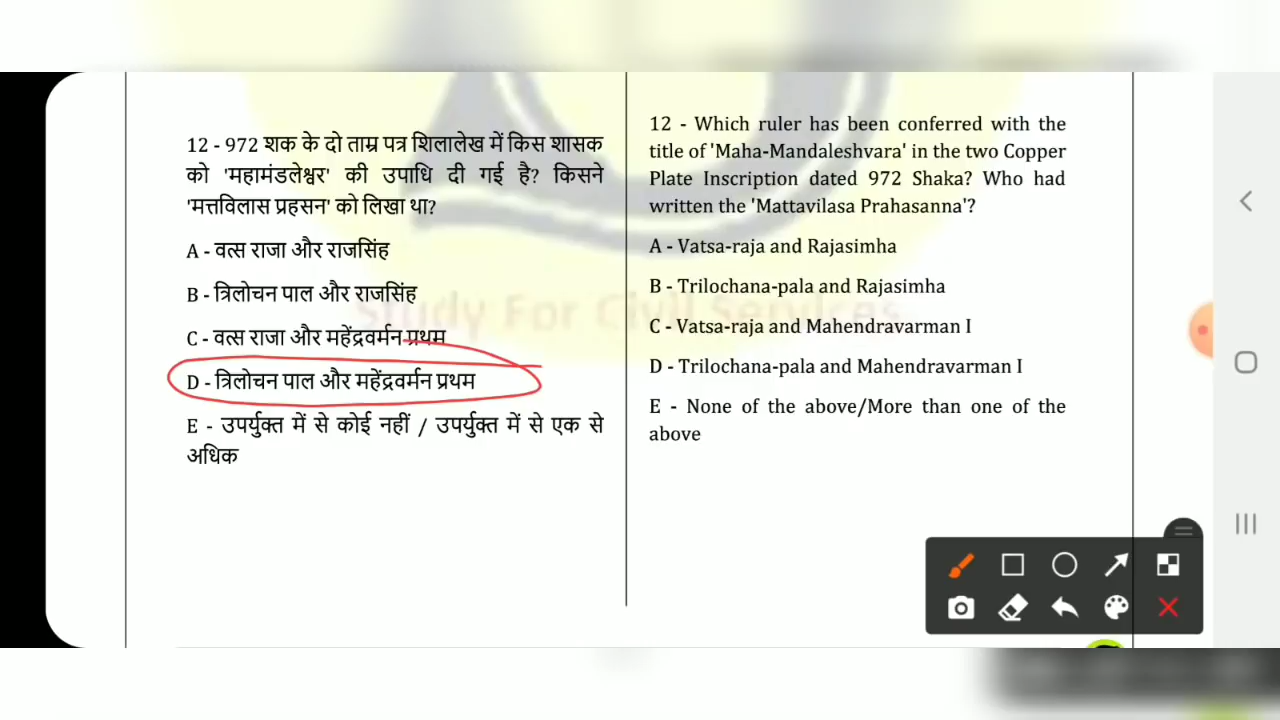 12 - 972 शक के दो ताम्र पत्र शिलालेख में किस शासक
को 'महामंडलेश्वर' की उपाधि दी गई है? किसने
'मत्तविलास प्रहसन' को लिखा था?
A - वत्स राजा और राजसिंह
B - त्रिलोचन पाल और राजसिंह
C - वत्स राजा और महेंद्रवर्मन प्रथम
D - त्रिलोचन पाल और महेंद्रवर्मन प्रथम
E - उपर्युक्त में से कोई नहीं / उपर्युक्त में से एक से
अधिक
12 - Which ruler has been conferred with the
title of 'Maha-Mandaleshvara' in the two Copper
Plate Inscription dated 972 Shaka? Who had
written the 'Mattavilasa Prahasanna'?
A - Vatsa-raja and Rajasimha
B - Trilochana-pala and Rajasimha
C - Vatsa-raja and Mahendravarman I
D - Trilochana-pala and Mahendravarman I
E - None of the above/More than one of the
above
Study For Civil Services